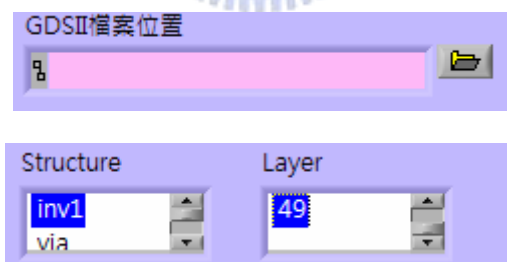 GDSII檔案位置
Structure
Layer
inv1
49
via